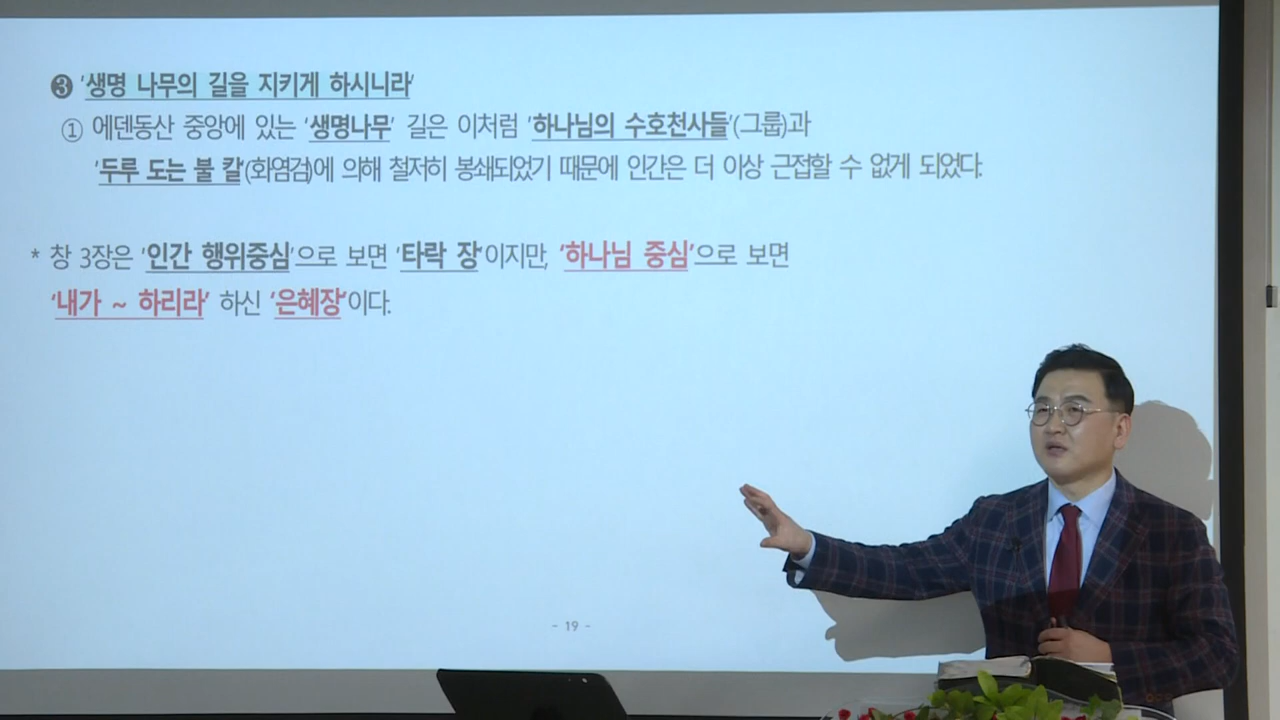 ❸ '생명 나무의 길을 지키게 하시니라'
① 에덴동산 중앙에 있는 '생명나무' 길은 이처럼 '하나님의 수호천사들'(그룹)과
'두루 도는 불 칼(화염검)에 의해 철저히 봉쇄되었기 때문에 인간은 더 이상 근접할 수 없게 되었다.
* 창 3장은 '인간 행위중심'으로 보면 '타락 장'이지만, '하나님 중심'으로 보면
'내가 ~ 하리라' 하신 '은혜장'이다.
- 19 -